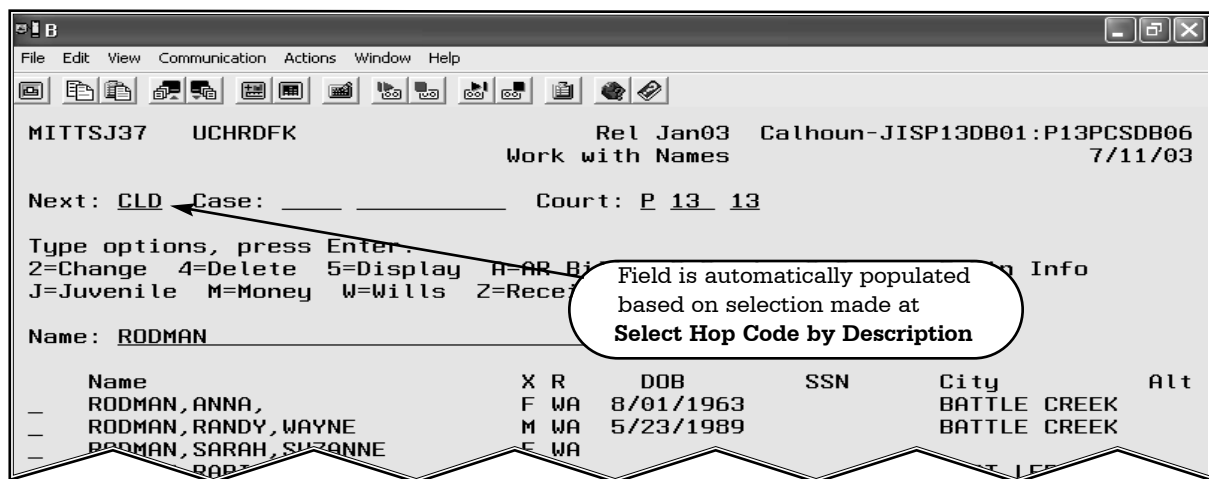 B
File Edit View Communication Actions Window Help
MITTSJ37 UCHRDFK Rel Jan03 Calhoun-JISP13DB01:P13PCSDB06
Work with Names 7/11/03
Next: CLD Case: Court: P 13 13
Type options, press Enter.
2=Change 4=Delete 5=Display A=AR Info
J=Juvenile M=Money W=Wills
Field is automatically populated
based on selection made at
Select Hop Code by Description
Name: RODMAN
Name X R DOB SSN City Alt
RODMAN,ANNA, F WA 8/01/1963 BATTLE CREEK
RODMAN,RANDY,WAYNE M WA 5/23/1989 BATTLE CREEK
RODMAN,SARAH,SUZANNE F WA